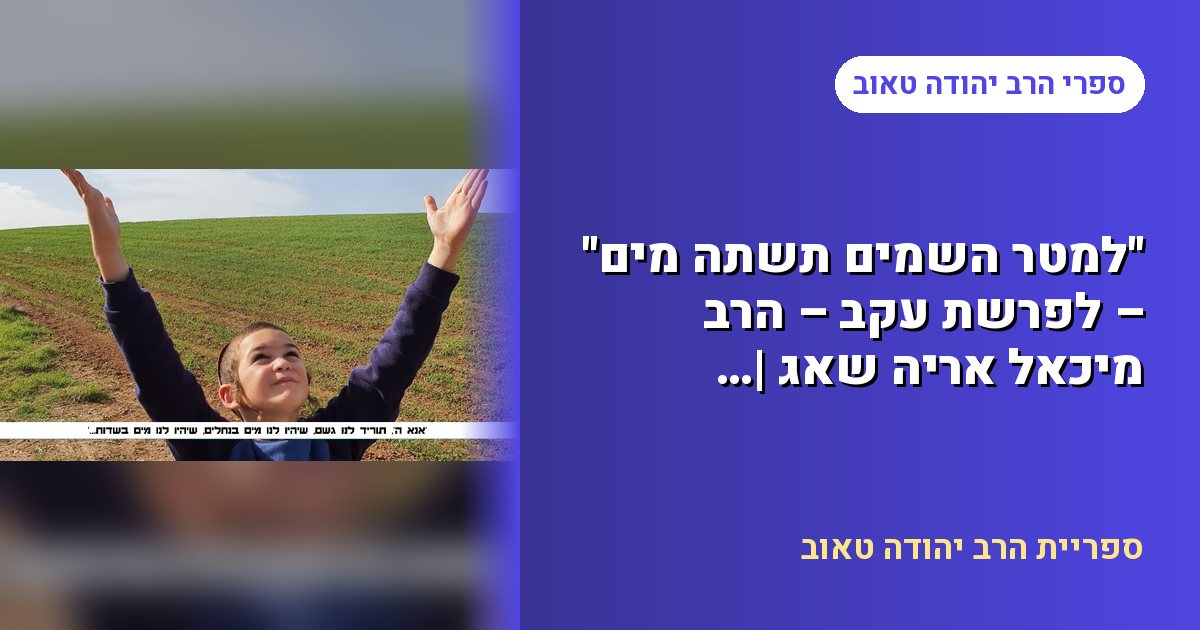 ספרי הרב יהודה טאוב
"למטר השמים תשתה מים"
– לפרשת עקב – הרב
מיכאל אריה שאג |...
'אנא ה', תוריד לנו גשם, שיהיו לנו מים בנחלים, שיהיו לנו מים בשדות...'
ספריית הרב יהודה טאוב